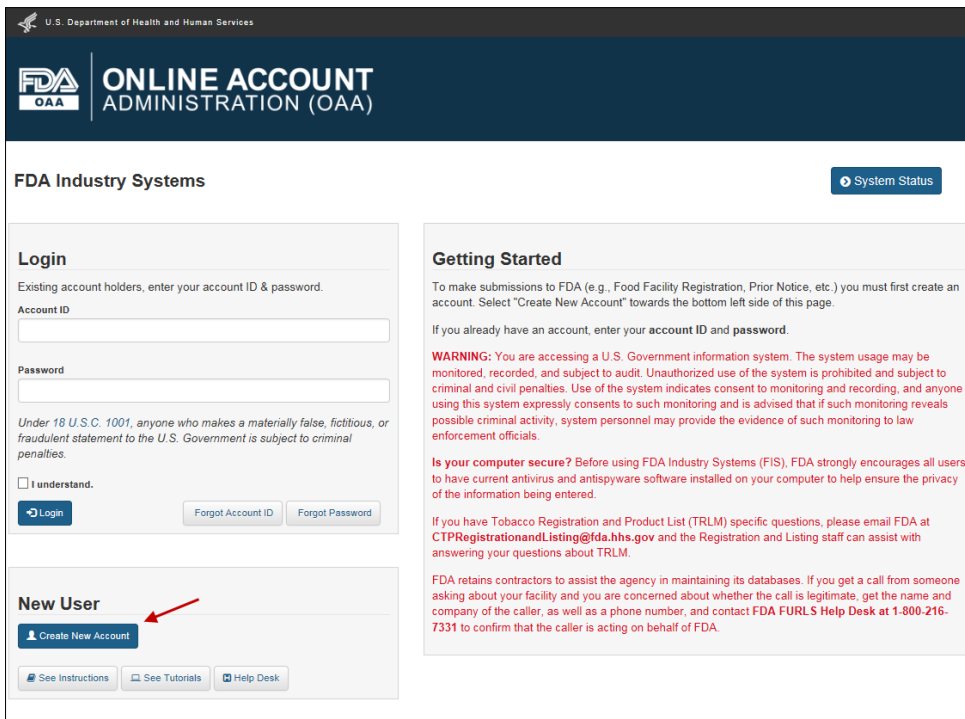 U.S. Department of Health and Human Services
FDA
OAA
ONLINE ACCOUNT
ADMINISTRATION (OAA)
FDA Industry Systems
System Status
Login
Existing account holders, enter your account ID & password.
Account ID
Password
Under 18 U.S.C. 1001, anyone who makes a materially false, fictitious, or
fraudulent statement to the U.S. Government is subject to criminal
penalties.
I understand.
Login
Forgot Account ID
Forgot Password
New User
Create New Account
See Instructions
See Tutorials
Help Desk
Getting Started
To make submissions to FDA (e.g., Food Facility Registration, Prior Notice, etc.) you must first create an
account. Select "Create New Account" towards the bottom left side of this page.
If you already have an account, enter your account ID and password.
WARNING: You are accessing a U.S. Government information system. The system usage may be
monitored, recorded, and subject to audit. Unauthorized use of the system is prohibited and subject to
criminal and civil penalties. Use of the system indicates consent to monitoring and recording, and anyone
using this system expressly consents to such monitoring and is advised that if such monitoring reveals
possible criminal activity, system personnel may provide the evidence of such monitoring to law
enforcement officials.
Is your computer secure? Before using FDA Industry Systems (FIS), FDA strongly encourages all users
to have current antivirus and antispyware software installed on your computer to help ensure the privacy
of the information being entered.
If you have Tobacco Registration and Product List (TRLM) specific questions, please email FDA at
CTPRegistrationandListing@fda.hhs.gov and the Registration and Listing staff can assist with
answering your questions about TRLM.
FDA retains contractors to assist the agency in maintaining its databases. If you get a call from someone
asking about your facility and you are concerned about whether the call is legitimate, get the name and
company of the caller, as well as a phone number, and contact FDA FURLS Help Desk at 1-800-216-
7331 to confirm that the caller is acting on behalf of FDA.